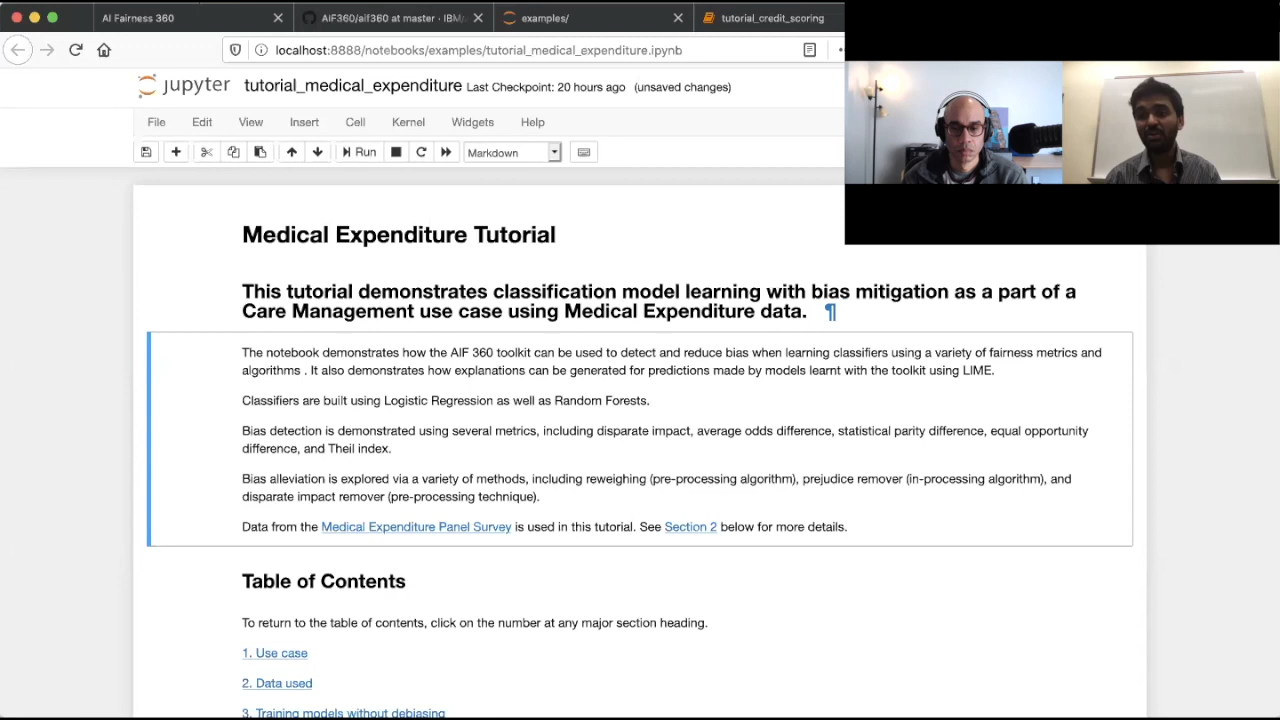 AI Fairness 360
AIF360/aif360 at master · IBM/
examples/
tutorial_credit_scoring
localhost:8888/notebooks/examples/tutorial_medical_expenditure.ipynb
jupyter tutorial_medical_expenditure Last Checkpoint: 20 hours ago (unsaved changes)
File Edit View Insert Cell Kernel Widgets Help
Run Markdown
Medical Expenditure Tutorial
This tutorial demonstrates classification model learning with bias mitigation as a part of a
Care Management use case using Medical Expenditure data. ¶
The notebook demonstrates how the AIF 360 toolkit can be used to detect and reduce bias when learning classifiers using a variety of fairness metrics and
algorithms . It also demonstrates how explanations can be generated for predictions made by models learnt with the toolkit using LIME.
Classifiers are built using Logistic Regression as well as Random Forests.
Bias detection is demonstrated using several metrics, including disparate impact, average odds difference, statistical parity difference, equal opportunity
difference, and Theil index.
Bias alleviation is explored via a variety of methods, including reweighing (pre-processing algorithm), prejudice remover (in-processing algorithm), and
disparate impact remover (pre-processing technique).
Data from the Medical Expenditure Panel Survey is used in this tutorial. See Section 2 below for more details.
Table of Contents
To return to the table of contents, click on the number at any major section heading.
1. Use case
2. Data used
3. Training models without debiasing